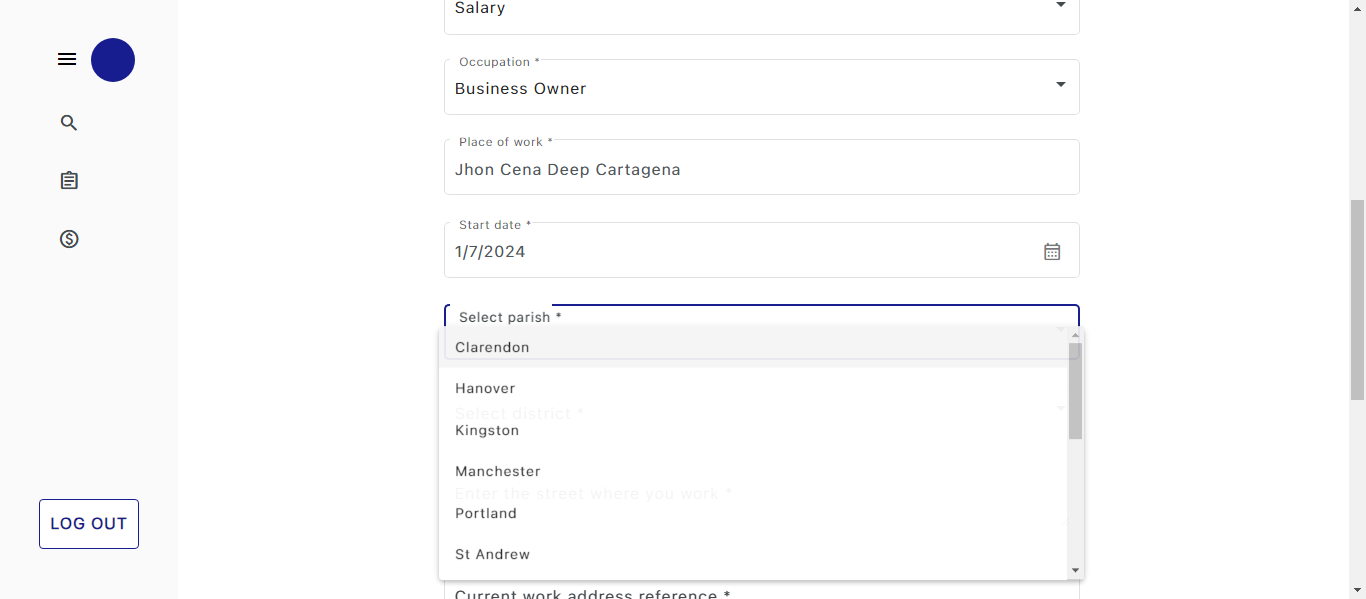 Salary
Occupation *
Business Owner
Place of work *
Jhon Cena Deep Cartagena
Start date *
1/7/2024
Select parish *
Clarendon
Hanover
Select district *
Kingston
Manchester
Enter the street where you work *
Portland
LOG OUT
St Andrew
Current work address reference *